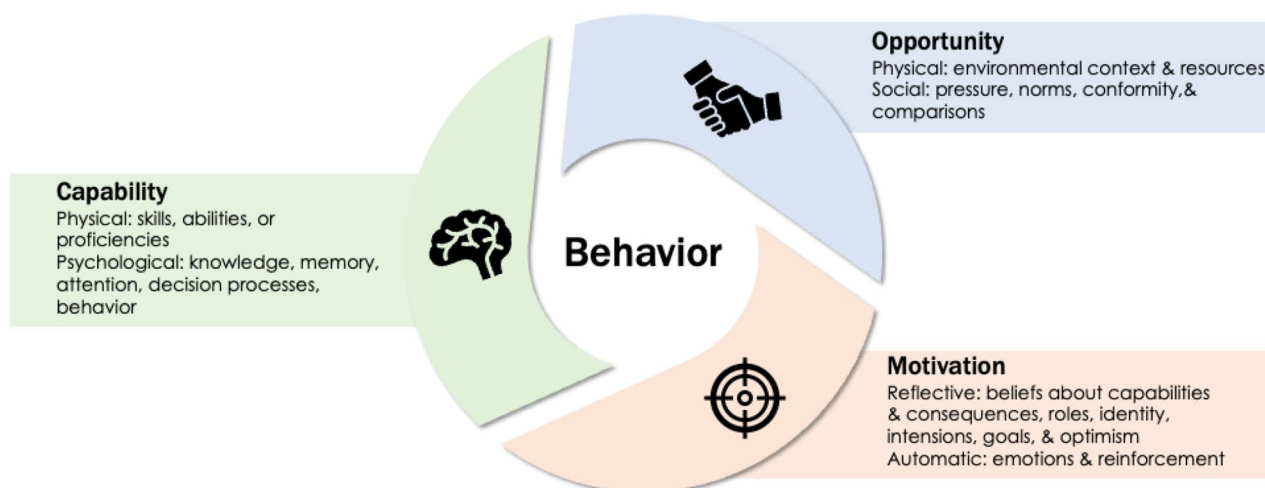 Opportunity
Physical: environmental context & resources
Social: pressure, norms, conformity,&
comparisons
Capability
Physical: skills, abilities, or
proficiencies
Psychological: knowledge, memory,
attention, decision processes,
behavior
Behavior
Motivation
Reflective: beliefs about capabilities
& consequences, roles, identity,
intensions, goals, & optimism
Automatic: emotions & reinforcement